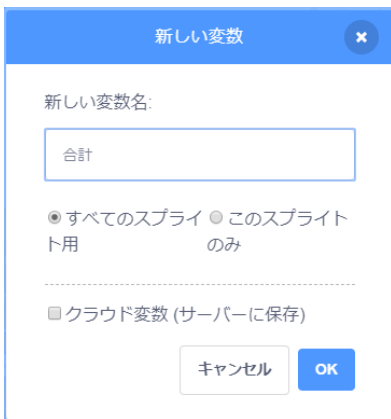 新しい変数
新しい変数名:
合計
すべてのスプライ このスプライト
ト用 のみ
クラウド変数 (サーバーに保存)
キャンセル OK